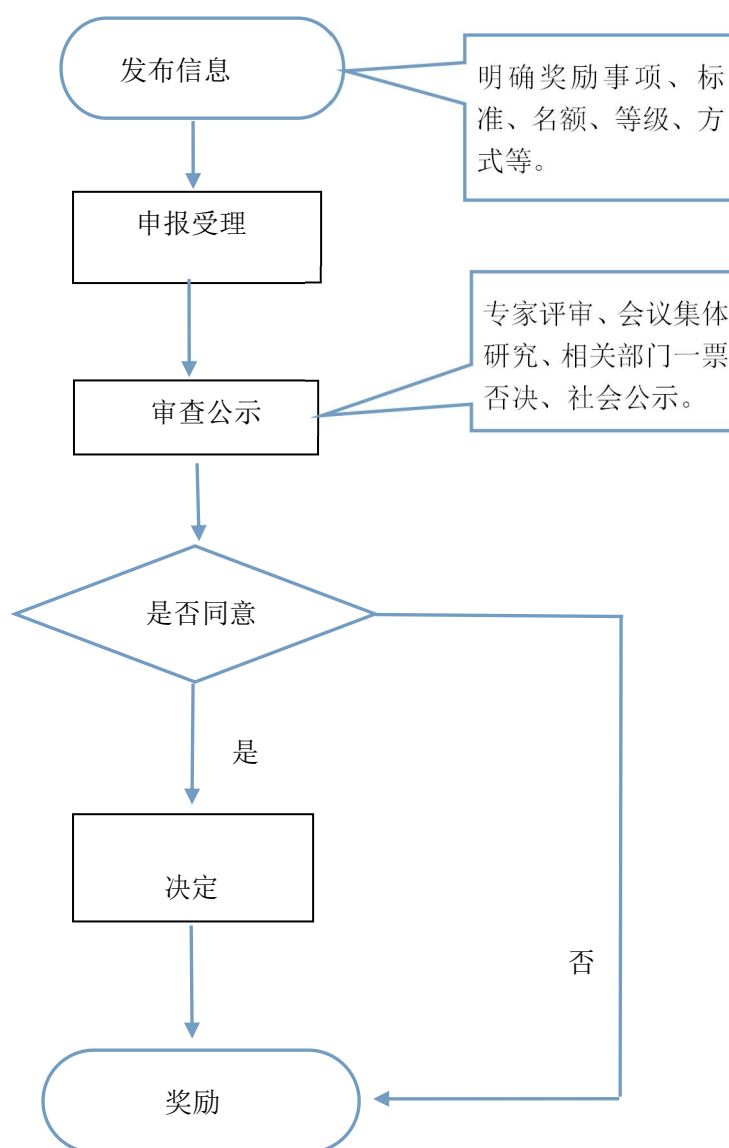 发布信息
明确奖励事项、标
准、名额、等级、方
式等。
申报受理
专家评审、会议集体
研究、相关部门一票
否决、社会公示。
审查公示
是否同意
是
决定
否
奖励